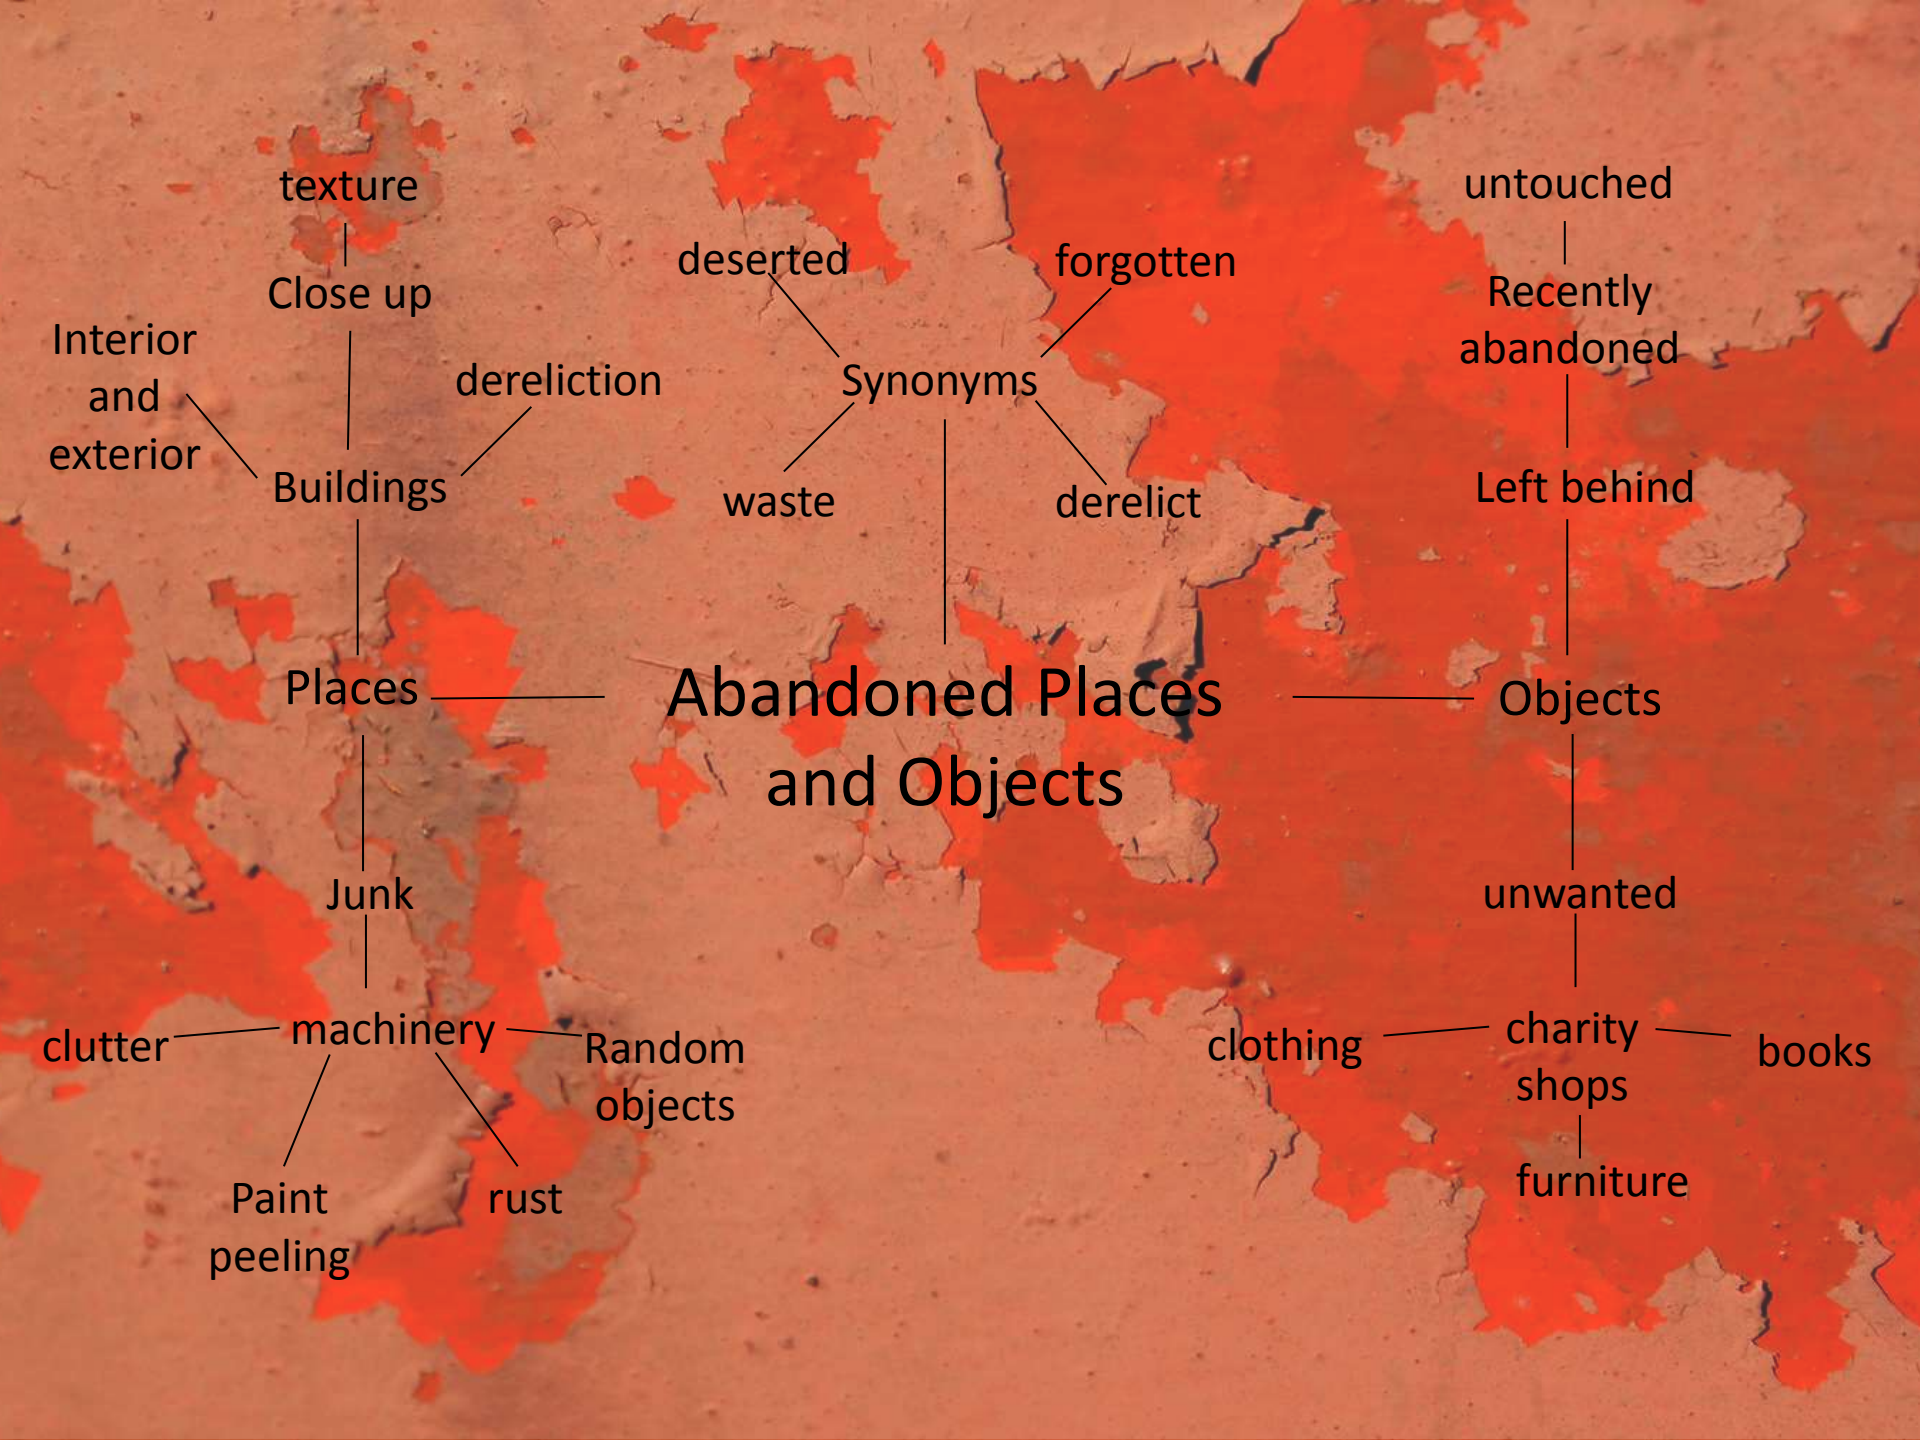 texture
Close up
Interior
and
exterior
dereliction
Buildings
Places
Junk
machinery
clutter
Random
objects
Paint
peeling
rust
deserted
forgotten
Synonyms
waste
derelict
Abandoned Places
and Objects
untouched
Recently
abandoned
Left behind
Objects
unwanted
charity
shops
clothing
books
furniture